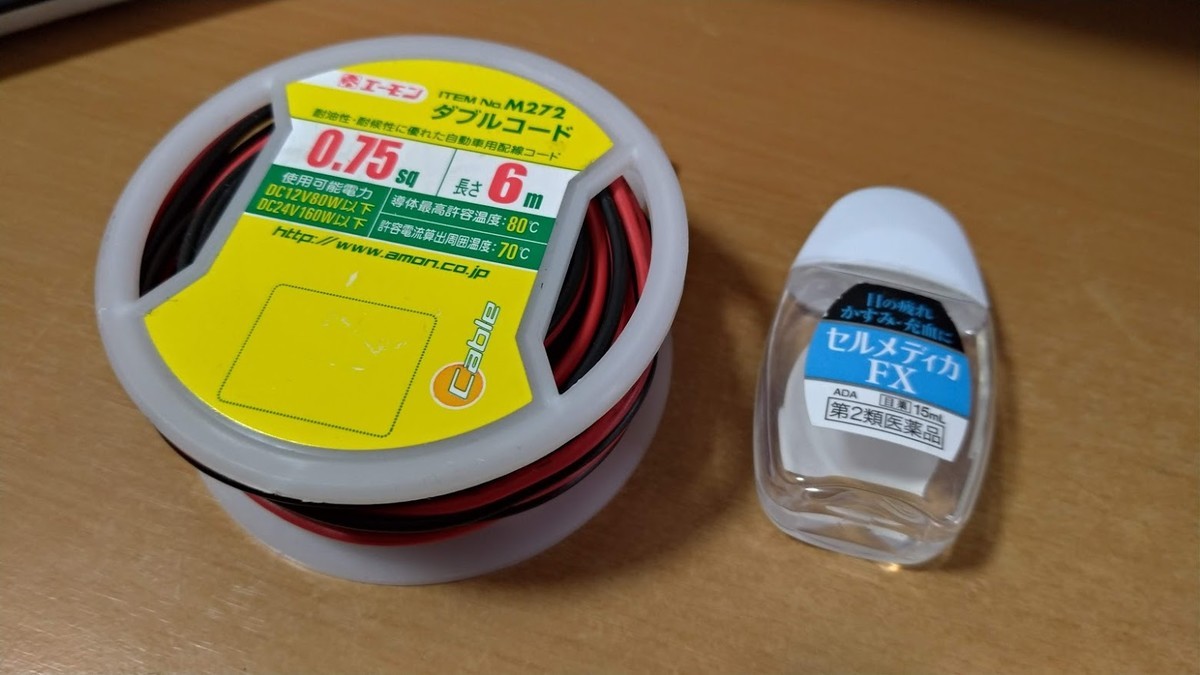 エーモン
ITEM No. M272
ダブルコード
耐油性・耐候性に優れた自動車用配線コード
0.75sq
長さ6m
使用可能電力
DC12V80W以下
DC24V160W以下
導体最高許容温度:80℃
許容電流算出周囲温度:70℃
http://www.amon.co.jp
Cable
目の疲れ
かすみ・充血に
セルメディカ
FX
ADA 目薬 15mL
第2類医薬品